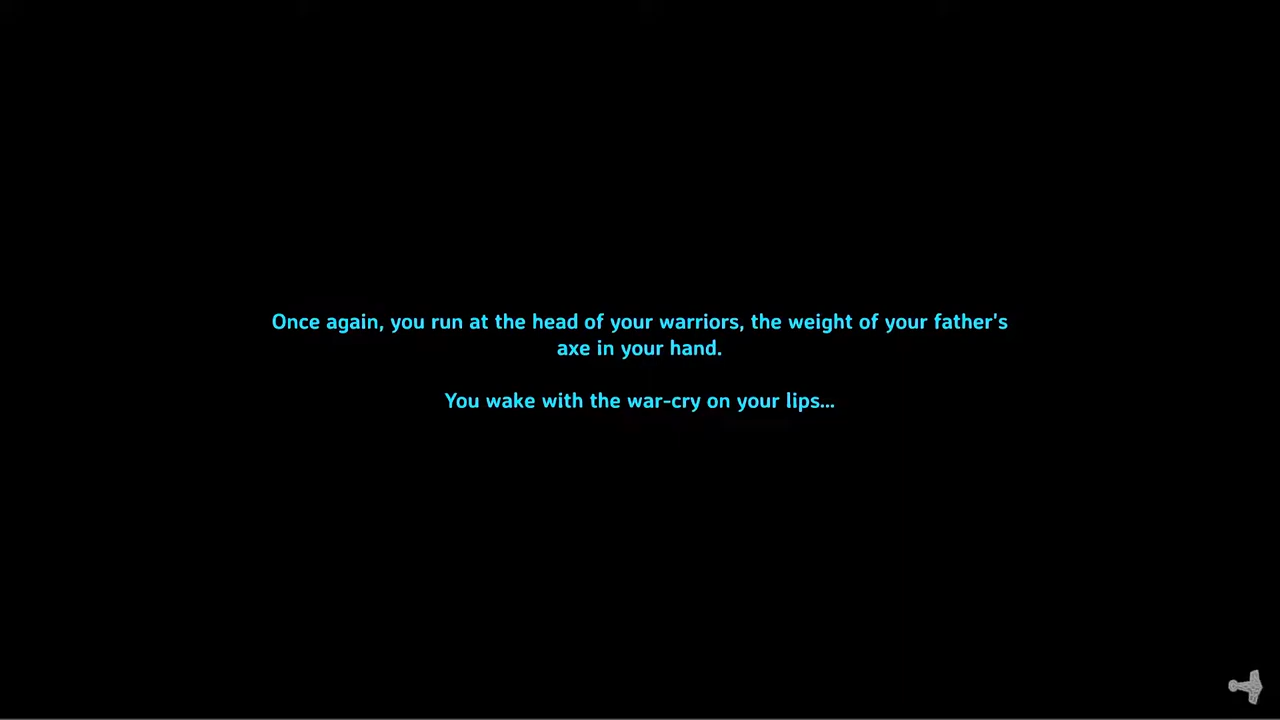 Once again, you run at the head of your warriors, the weight of your father's
axe in your hand.
You wake with the war-cry on your lips...